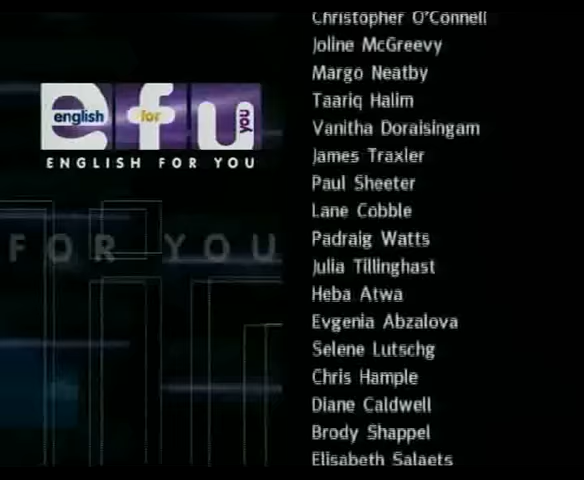 e f u
english for you
ENGLISH FOR YOU
FOR YOU
Christopher O'Connell
Joline McGreevy
Margo Neatby
Taariq Halim
Vanitha Doraisingam
James Traxler
Paul Sheeter
Lane Cobble
Padraig Watts
Julia Tillinghast
Heba Atwa
Evgenia Abzalova
Selene Lutschg
Chris Hample
Diane Caldwell
Brody Shappel
Elisabeth Salaets